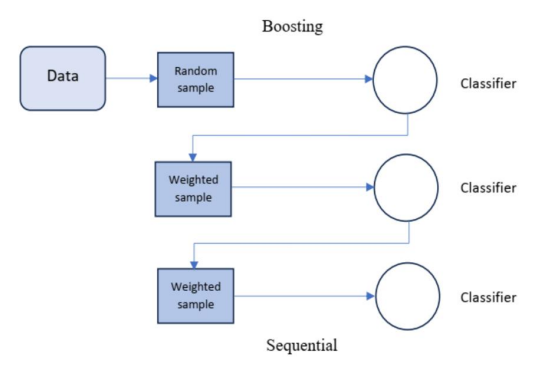 Boosting
Data
Random
sample
Classifier
Weighted
sample
Classifier
Weighted
sample
Classifier
Sequential